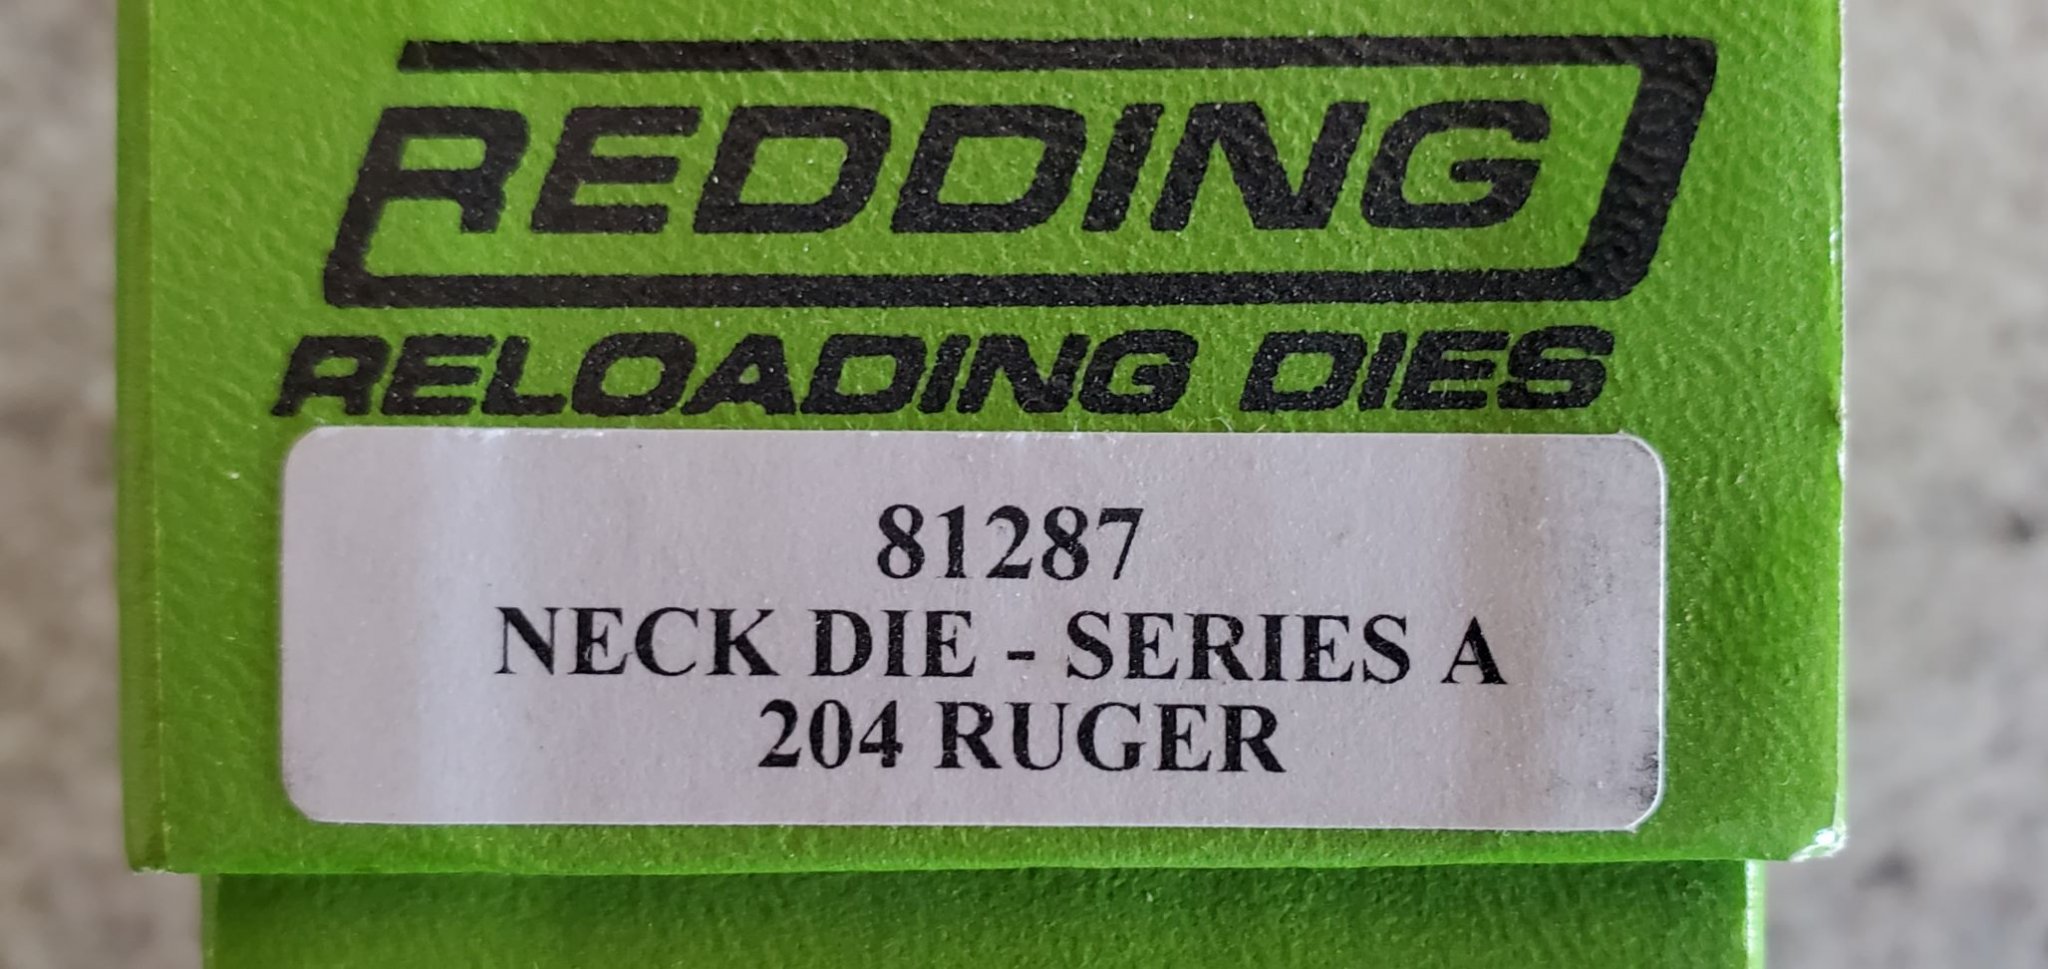 REDDING
RELOADING DIES
81287
NECK DIE - SERIES A
204 RUGER